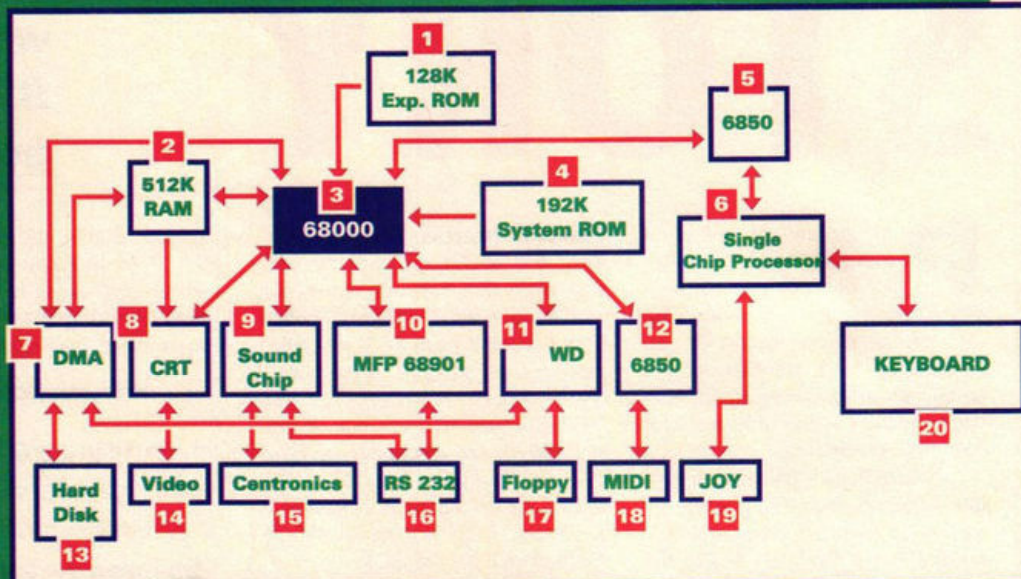 1
128K
Exp. ROM
2
512K
RAM
3
68000
4
192K
System ROM
5
6850
6
Single
Chip Processor
7
DMA
8
CRT
9
Sound
Chip
10
MFP 68901
11
WD
12
6850
KEYBOARD
20
Hard
Disk
13
Video
14
Centronics
15
RS 232
16
Floppy
17
MIDI
18
JOY
19